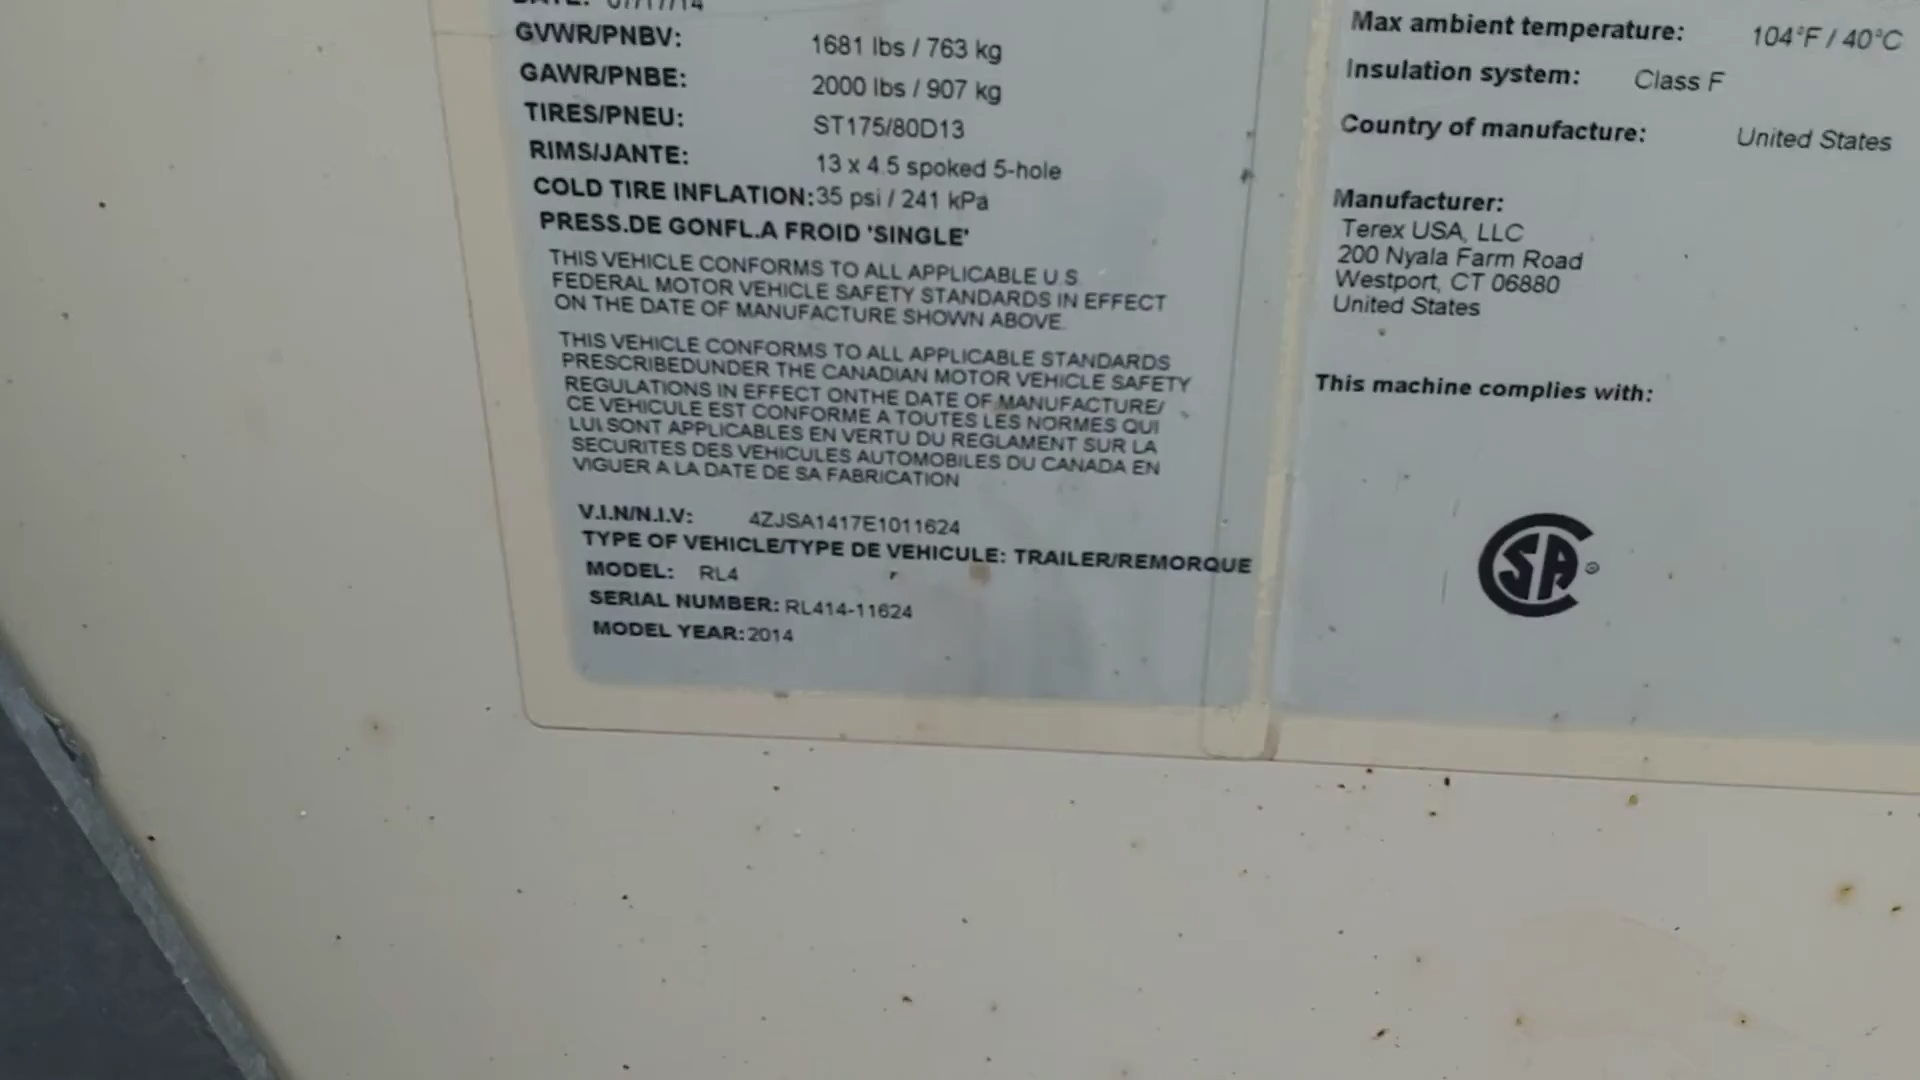 GVWR/PNBV: 1681 lbs / 763 kg
GAWR/PNBE: 2000 lbs / 907 kg
TIRES/PNEU: ST175/80D13
RIMS/JANTE: 13 x 4.5 spoked 5-hole
COLD TIRE INFLATION: 35 psi / 241 kPa
PRESS.DE GONFL.A FROID 'SINGLE'
THIS VEHICLE CONFORMS TO ALL APPLICABLE U.S.
FEDERAL MOTOR VEHICLE SAFETY STANDARDS IN EFFECT
ON THE DATE OF MANUFACTURE SHOWN ABOVE.
THIS VEHICLE CONFORMS TO ALL APPLICABLE STANDARDS
PRESCRIBEDUNDER THE CANADIAN MOTOR VEHICLE SAFETY
REGULATIONS IN EFFECT ONTHE DATE OF MANUFACTURE/
CE VEHICULE EST CONFORME A TOUTES LES NORMES QUI
LUI SONT APPLICABLES EN VERTU DU REGLAMENT SUR LA
SECURITES DES VEHICULES AUTOMOBILES DU CANADA EN
VIGUER A LA DATE DE SA FABRICATION
V.I.N/N.I.V: 4ZJSA1417E1011624
TYPE OF VEHICLE/TYPE DE VEHICULE: TRAILER/REMORQUE
MODEL: RL4
SERIAL NUMBER: RL414-11624
MODEL YEAR: 2014
Max ambient temperature: 104°F / 40°C
Insulation system: Class F
Country of manufacture: United States
Manufacturer:
Terex USA, LLC
200 Nyala Farm Road
Westport, CT 06880
United States
This machine complies with:
SA